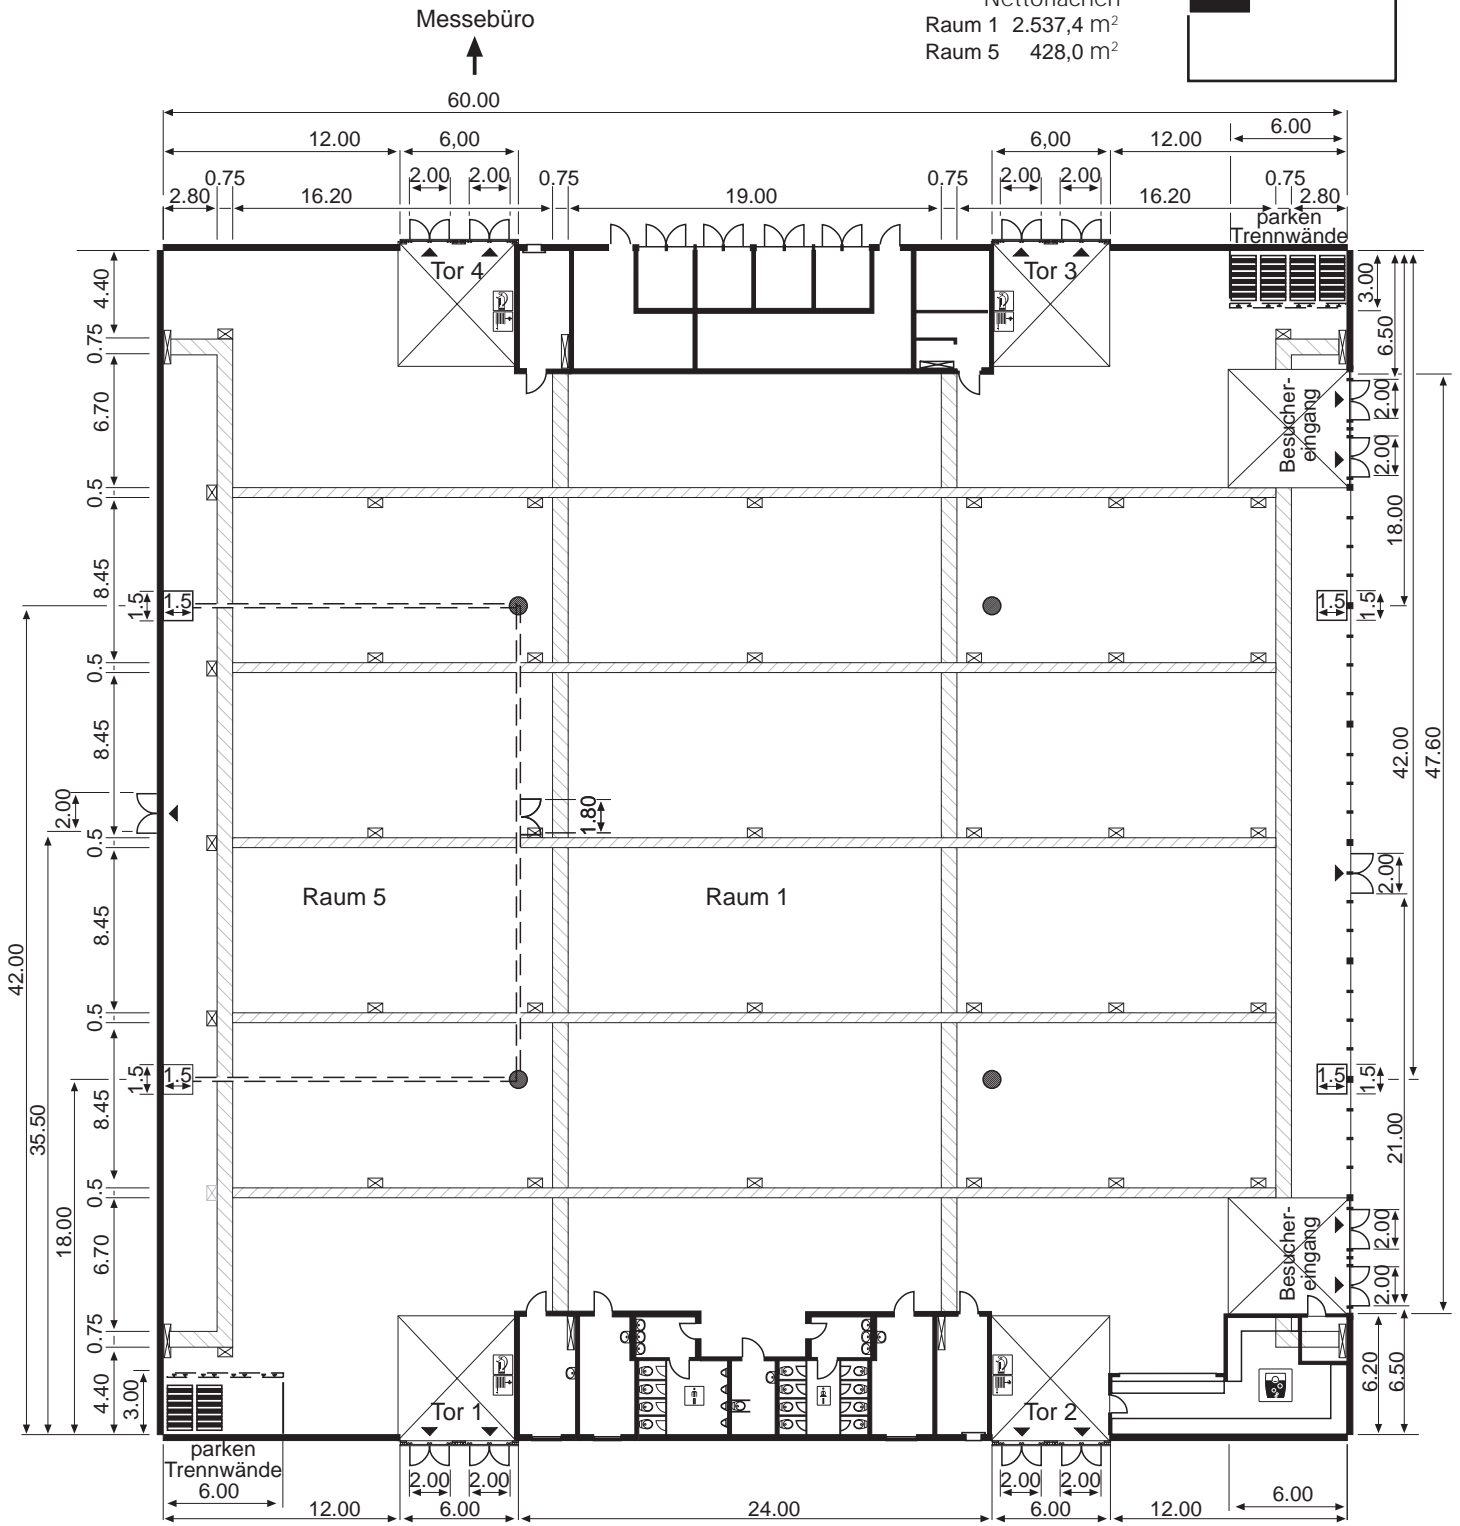 Messebüro
Nettoflächen
Raum 1 2.537,4 m²
Raum 5 428,0 m²
60.00
12.00 6,00 6,00 12.00 6.00
2.00 2.00 2.00 2.00
0.75 0.75 0.75 0.75
2.80 16.20 19.00 16.20 2.80
parken
Trennwände
Tor 4
Tor 3
4.40
0.75
6.70
0.5
8.45
0.5
8.45
0.5
8.45
0.5
8.45
0.5
6.70
0.75
4.40
3.00
1.5
1.5
2.00
42.00
35.50
18.00
1.5
1.5
3.00
6.50
Besucher-
eingang
2.00
2.00
18.00
1.5
1.5
42.00
47.60
1.80
2.00
Raum 5
Raum 1
1.5
1.5
21.00
Besucher-
eingang
2.00
2.00
6.20
6.50
Tor 1
Tor 2
parken
Trennwände
2.00 2.00 2.00 2.00
6.00 6.00
12.00 6.00 24.00 6.00 12.00